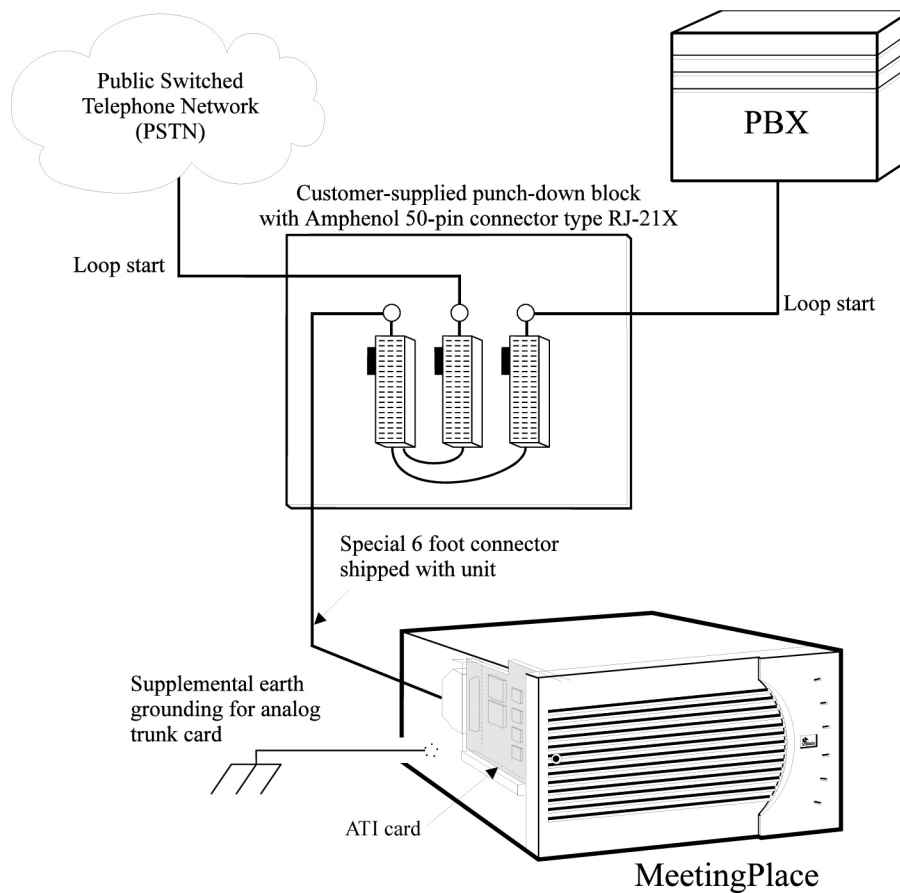 Public Switched
Telephone Network
(PSTN)
PBX
Customer-supplied punch-down block
with Amphenol 50-pin connector type RJ-21X
Loop start
Loop start
Special 6 foot connector
shipped with unit
Supplemental earth
grounding for analog
trunk card
ATI card
MeetingPlace